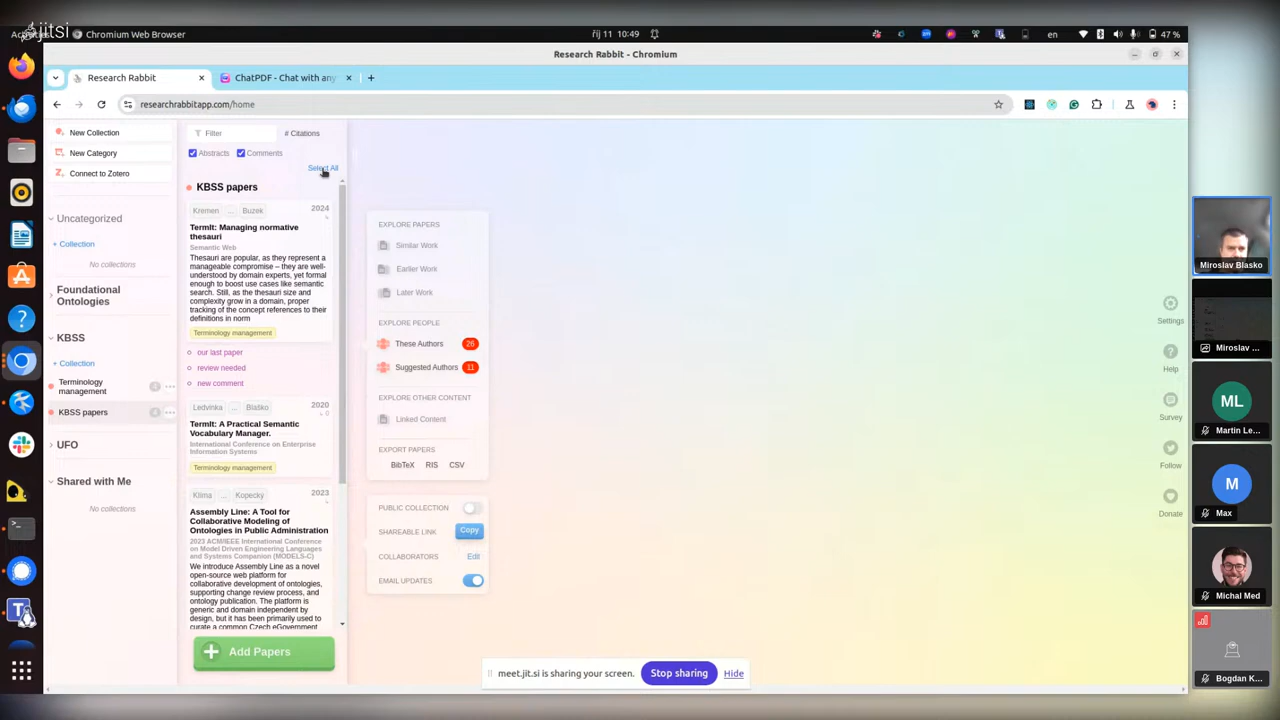 jitsi
Chromium Web Browser
říj 11 10:49
en
47 %
Research Rabbit - Chromium
Research Rabbit
ChatPDF - Chat with any
researchrabbitapp.com/home
New Collection
New Category
Connect to Zotero
Uncategorized
+ Collection
No collections
Foundational
Ontologies
KBSS
+ Collection
Terminology
management
KBSS papers
4
UFO
Shared with Me
No collections
Filter
# Citations
Abstracts
Comments
Select All
KBSS papers
Kremen ... Buzek 2024
TermIt: Managing normative
thesauri
Semantic Web
Thesauri are popular, as they represent a
manageable compromise – they are well-
understood by domain experts, yet formal
enough to boost use cases like semantic
search. Still, as the thesauri size and
complexity grow in a domain, proper
tracking of the concept references to their
definitions in norm
Terminology management
our last paper
review needed
new comment
Ledvinka ... Blaško 2020
0
TermIt: A Practical Semantic
Vocabulary Manager.
International Conference on Enterprise
Information Systems
Terminology management
Klíma ... Kopecký 2023
Assembly Line: A Tool for
Collaborative Modeling of
Ontologies in Public Administration
2023 ACM/IEEE International Conference
on Model Driven Engineering Languages
and Systems Companion (MODELS-C)
We introduce Assembly Line as a novel
open-source web platform for
collaborative development of ontologies,
supporting change review process, and
ontology publication. The platform is
generic and domain independent by
design, but it has been primarily used to
curate a common Czech eGovernment
Add Papers
EXPLORE PAPERS
Similar Work
Earlier Work
Later Work
EXPLORE PEOPLE
These Authors 26
Suggested Authors 11
EXPLORE OTHER CONTENT
Linked Content
EXPORT PAPERS
BibTeX RIS CSV
PUBLIC COLLECTION
SHAREABLE LINK Copy
COLLABORATORS Edit
EMAIL UPDATES
Settings
Help
Survey
Follow
Donate
meet.jit.si is sharing your screen. Stop sharing Hide
Miroslav Blasko
Miroslav ...
ML
Martin Le...
M
Max
Michal Med
Bogdan K...